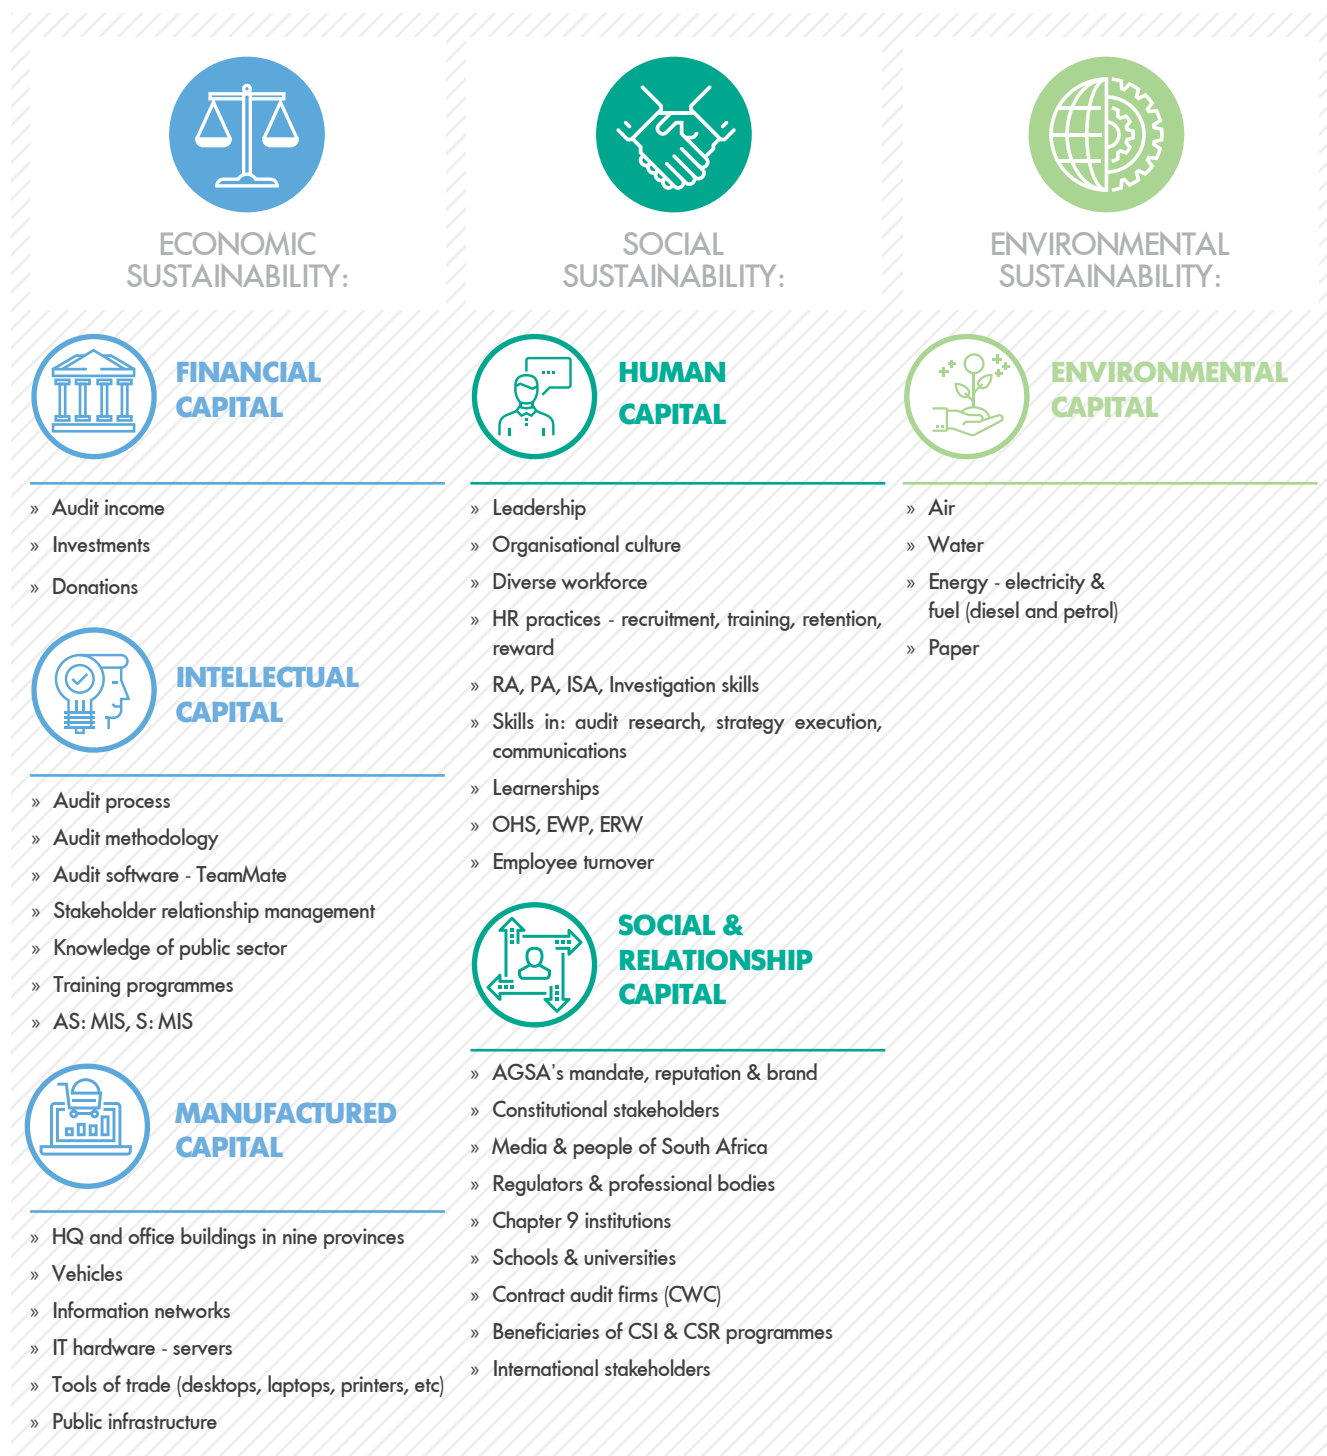 ECONOMIC
SUSTAINABILITY:
FINANCIAL
CAPITAL
» Audit income
» Investments
» Donations
INTELLECTUAL
CAPITAL
» Audit process
» Audit methodology
» Audit software - TeamMate
» Stakeholder relationship management
» Knowledge of public sector
» Training programmes
» AS: MIS, S: MIS
MANUFACTURED
CAPITAL
» HQ and office buildings in nine provinces
» Vehicles
» Information networks
» IT hardware - servers
» Tools of trade (desktops, laptops, printers, etc)
» Public infrastructure
SOCIAL
SUSTAINABILITY:
HUMAN
CAPITAL
» Leadership
» Organisational culture
» Diverse workforce
» HR practices - recruitment, training, retention,
reward
» RA, PA, ISA, Investigation skills
» Skills in: audit research, strategy execution,
communications
» Learnerships
» OHS, EWP, ERW
» Employee turnover
SOCIAL &
RELATIONSHIP
CAPITAL
» AGSA's mandate, reputation & brand
» Constitutional stakeholders
» Media & people of South Africa
» Regulators & professional bodies
» Chapter 9 institutions
» Schools & universities
» Contract audit firms (CWC)
» Beneficiaries of CSI & CSR programmes
» International stakeholders
ENVIRONMENTAL
SUSTAINABILITY:
ENVIRONMENTAL
CAPITAL
» Air
» Water
» Energy - electricity &
fuel (diesel and petrol)
» Paper